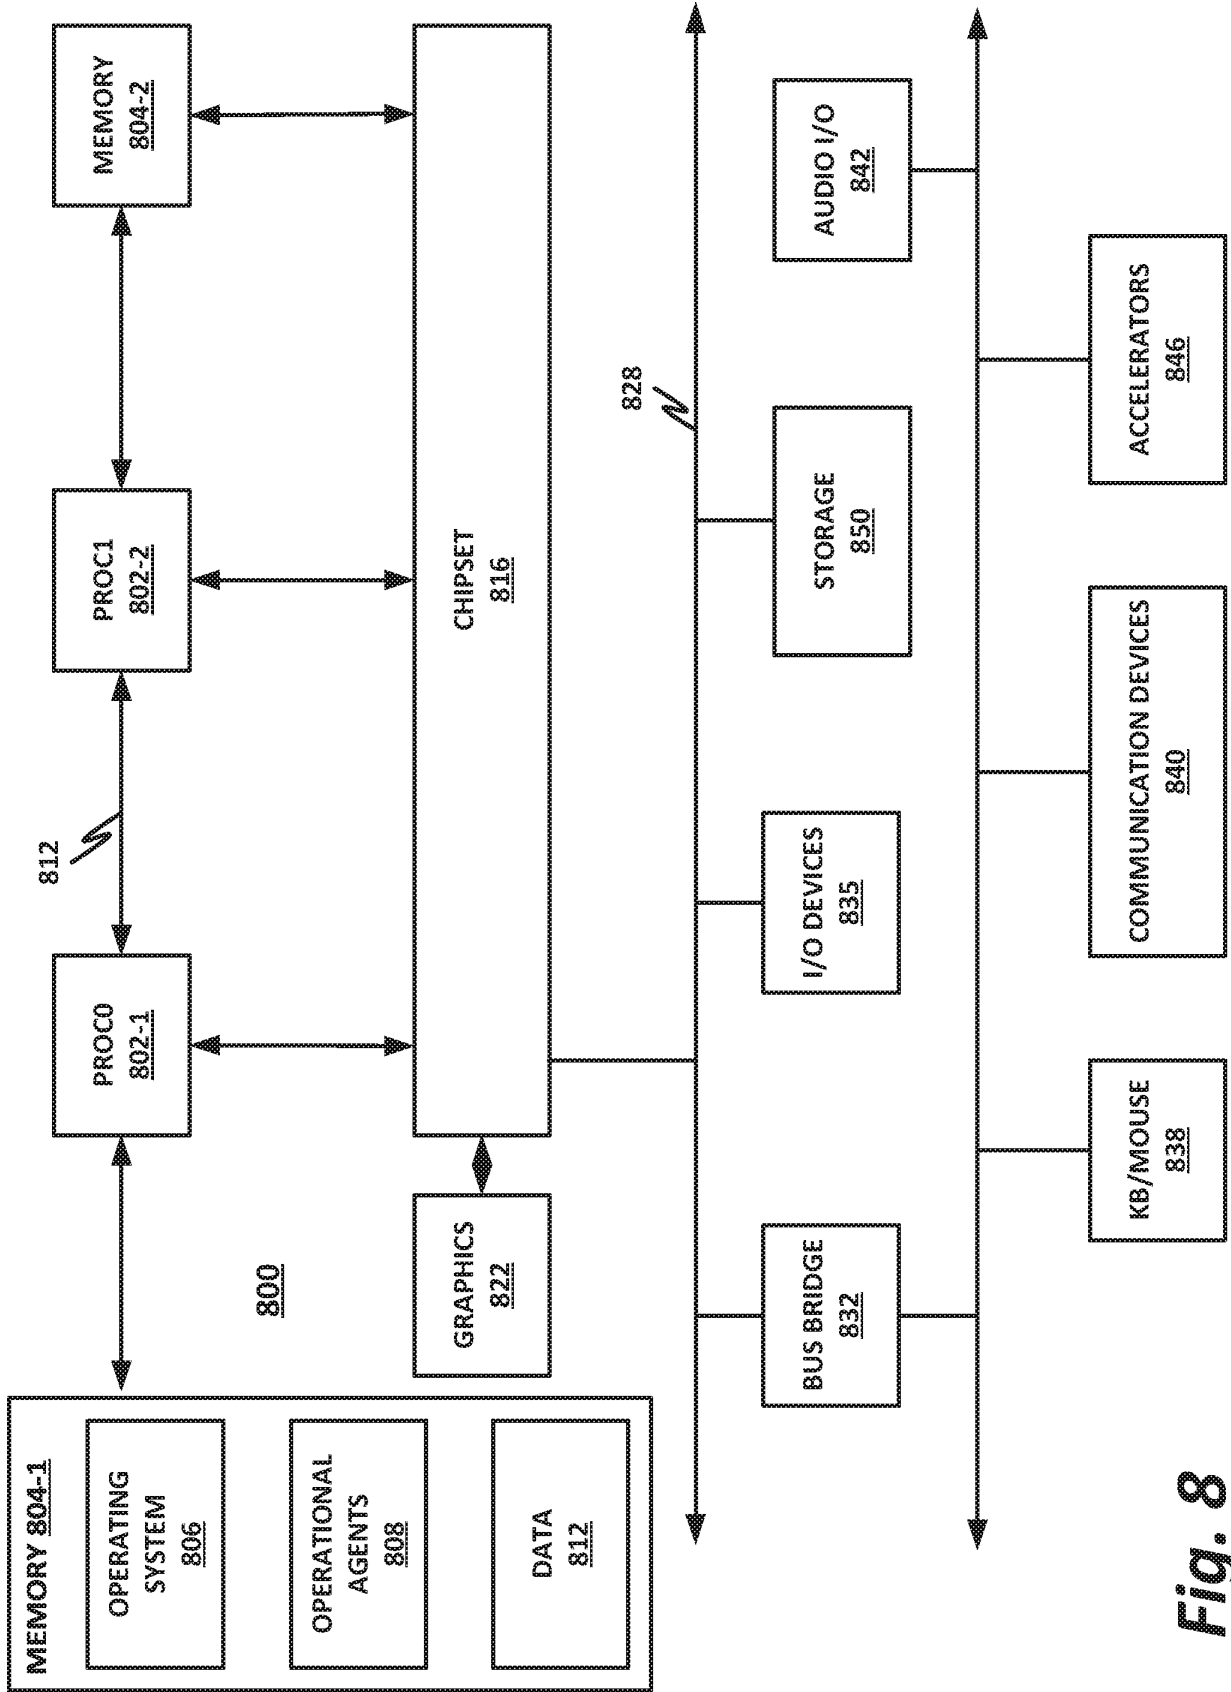 MEMORY 804-1
OPERATING
SYSTEM
806
OPERATIONAL
AGENTS
808
DATA
812
PROC0
802-1
812
PROC1
802-2
MEMORY
804-2
800
GRAPHICS
822
CHIPSET
816
828
BUS BRIDGE
832
I/O DEVICES
835
STORAGE
850
AUDIO I/O
842
KB/MOUSE
838
COMMUNICATION DEVICES
840
ACCELERATORS
846
Fig. 8